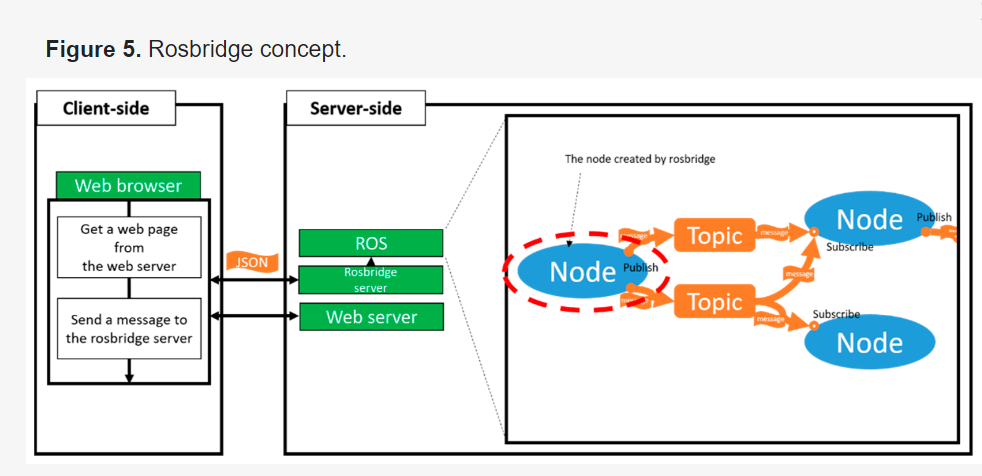 Figure 5. Rosbridge concept.
Client-side
Server-side
Web browser
Get a web page
from
the web server
Send a message to
the rosbridge server
JSON
ROS
Rosbridge
server
Web server
The node created by rosbridge
Node
Publish
message
Topic
message
message
Topic
message
message
Node
Publish
Subscribe
Subscribe
Node